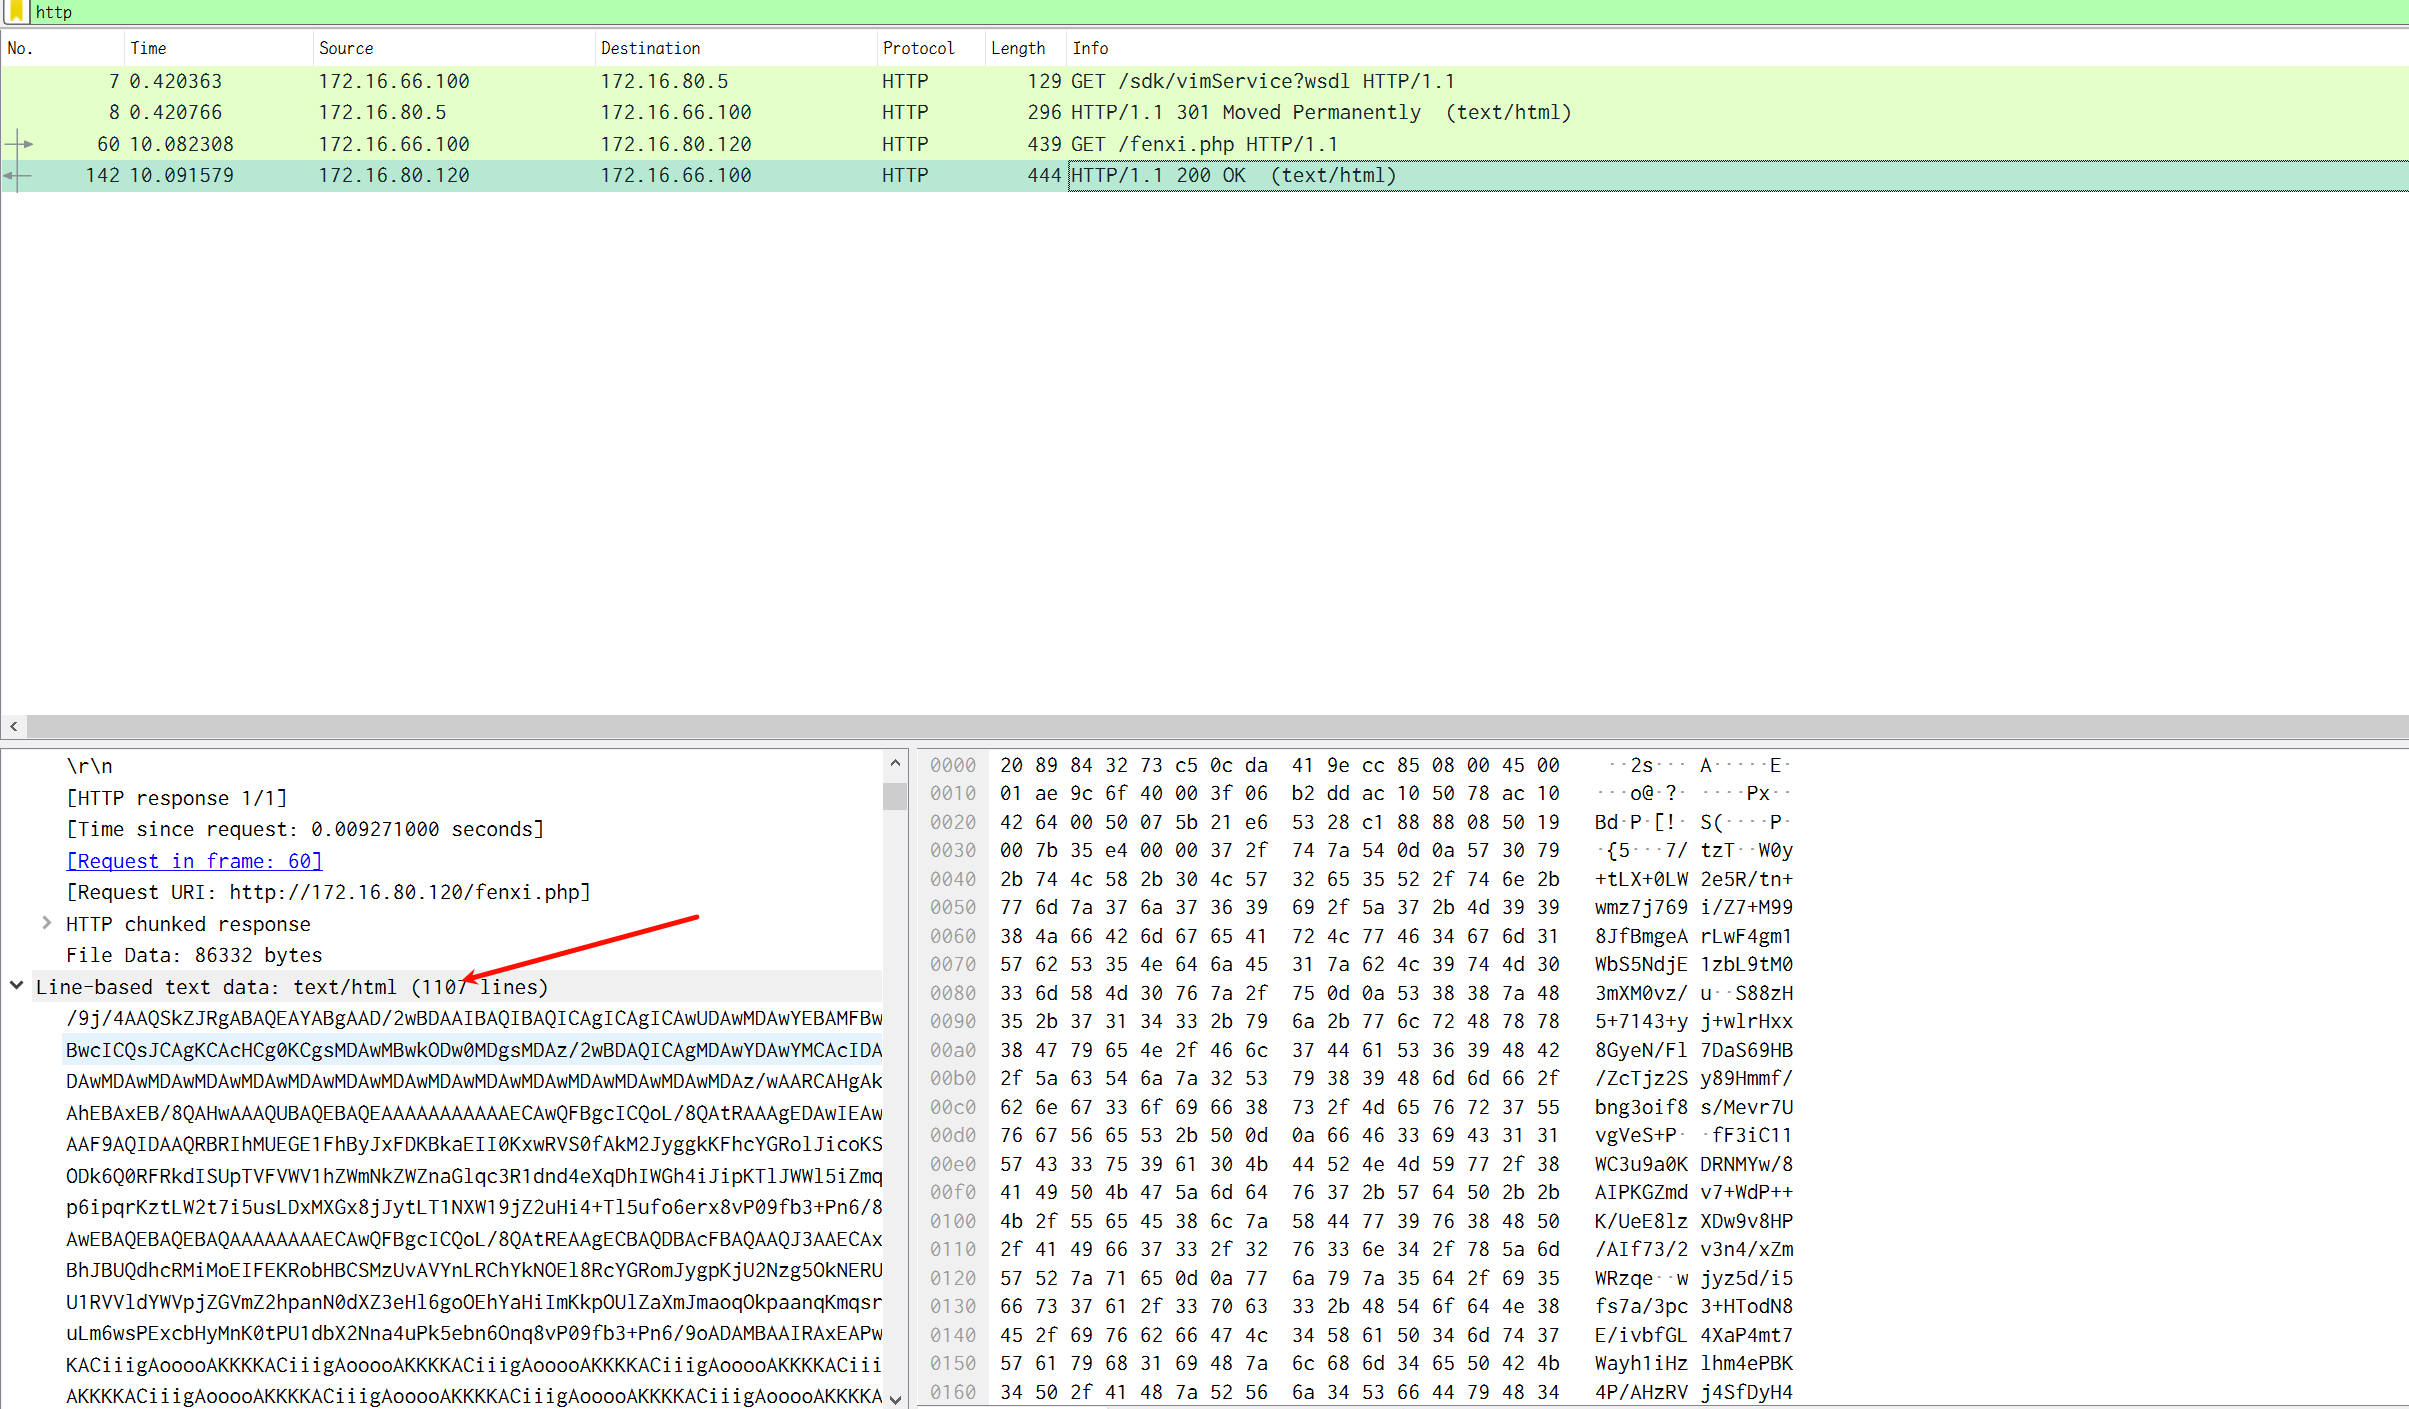 http
No. Time Source Destination Protocol Length Info
7 0.420363 172.16.66.100 172.16.80.5 HTTP 129 GET /sdk/vimService?wsdl HTTP/1.1
8 0.420766 172.16.80.5 172.16.66.100 HTTP 296 HTTP/1.1 301 Moved Permanently (text/html)
60 10.082308 172.16.66.100 172.16.80.120 HTTP 439 GET /fenxi.php HTTP/1.1
142 10.091579 172.16.80.120 172.16.66.100 HTTP 444 HTTP/1.1 200 OK (text/html)
\r\n
[HTTP response 1/1]
[Time since request: 0.009271000 seconds]
[Request in frame: 60]
[Request URI: http://172.16.80.120/fenxi.php]
HTTP chunked response
File Data: 86332 bytes
Line-based text data: text/html (1107 lines)
/9j/4AAQSkZJRgABAQEAYABgAAD/2wBDAAIBAQIBAQICAgICAgICAwUDAwMDAwYEBAMFBw
BwcICQsJCAgKCAcHCg0KCgsMDAwMBwkODw0MDgsMDAz/2wBDAQICAgMDAwYDAwYMCAcIDA
DAwMDAwMDAwMDAwMDAwMDAwMDAwMDAwMDAwMDAwMDAwMDAwMDAwMDAwMDAz/wAARCAHgAk
AhEBAxEB/8QAHwAAAQUBAQEBAQEAAAAAAAAAAAECAwQFBgcICQoL/8QAtRAAAgEDAwIEAw
AAF9AQIDAAQRBRIhMUEGE1FhByJxFDKBkaEII0KxwRVS0fAkM2JyggkKFhcYGRolJicoKS
ODk6Q0RFRkdISUpTVFVWV1hZWmNkZWZnaGlqc3R1dnd4eXqDhIWGh4iJipKTlJWWl5iZmq
p6ipqrKztLW2t7i5usLDxMXGx8jJytLT1NXW19jZ2uHi4+Tl5ufo6erx8vP09fb3+Pn6/8
AwEBAQEBAQEBAQAAAAAAAAECAwQFBgcICQoL/8QAtREAAgECBAQDBAcFBAQAAQJ3AAECAx
BhJBUQdhcRMiMoEIFEKRobHBCSMzUvAVYnLRChYkNOEl8RcYGRomJygpKjU2Nzg5OkNERU
U1RVVldYWVpjZGVmZ2hpanN0dXZ3eHl6goOEhYaHiImKkpOUlZaXmJmaoqOkpaanqKmqsr
uLm6wsPExcbHyMnK0tPU1dbX2Nna4uPk5ebn6Onq8vP09fb3+Pn6/9oADAMBAAIRAxEAPw
KACiiigAooooAKKKKACiiigAooooAKKKKACiiigAooooAKKKKACiiigAooooAKKKKACiii
AKKKKACiiigAooooAKKKKACiiigAooooAKKKKACiiigAooooAKKKKACiiigAooooAKKKKA
0000 20 89 84 32 73 c5 0c da 41 9e cc 85 08 00 45 00 ··2s··· A·····E·
0010 01 ae 9c 6f 40 00 3f 06 b2 dd ac 10 50 78 ac 10 ···o@·?· ····Px··
0020 42 64 00 50 07 5b 21 e6 53 28 c1 88 88 08 50 19 Bd·P·[!· S(····P·
0030 00 7b 35 e4 00 00 37 2f 74 7a 54 0d 0a 57 30 79 ·{5···7/ tzT··W0y
0040 2b 74 4c 58 2b 30 4c 57 32 65 35 52 2f 74 6e 2b +tLX+0LW 2e5R/tn+
0050 77 6d 7a 37 6a 37 36 39 69 2f 5a 37 2b 4d 39 39 wmz7j769 i/Z7+M99
0060 38 4a 66 42 6d 67 65 41 72 4c 77 46 34 67 6d 31 8JfBmgeA rLwF4gm1
0070 57 62 53 35 4e 64 6a 45 31 7a 62 4c 39 74 4d 30 WbS5NdjE 1zbL9tM0
0080 33 6d 58 4d 30 76 7a 2f 75 0d 0a 53 38 38 7a 48 3mXM0vz/ u··S88zH
0090 35 2b 37 31 34 33 2b 79 6a 2b 77 6c 72 48 78 78 5+7143+y j+wlrHxx
00a0 38 47 79 65 4e 2f 46 6c 37 44 61 53 36 39 48 42 8GyeN/Fl 7DaS69HB
00b0 2f 5a 63 54 6a 7a 32 53 79 38 39 48 6d 6d 66 2f /ZcTjz2S y89Hmmf/
00c0 62 6e 67 33 6f 69 66 38 73 2f 4d 65 76 72 37 55 bng3oif8 s/Mevr7U
00d0 76 67 56 65 53 2b 50 0d 0a 66 46 33 69 43 31 31 vgVeS+P· ·fF3iC11
00e0 57 43 33 75 39 61 30 4b 44 52 4e 4d 59 77 2f 38 WC3u9a0K DRNMYw/8
00f0 41 49 50 4b 47 5a 6d 64 76 37 2b 57 64 50 2b 2b AIPKGZmd v7+WdP++
0100 4b 2f 55 65 45 38 6c 7a 58 44 77 39 76 38 48 50 K/UeE8lz XDw9v8HP
0110 2f 41 49 66 37 33 2f 32 76 33 6e 34 2f 78 5a 6d /AIf73/2 v3n4/xZm
0120 57 52 7a 71 65 0d 0a 77 6a 79 7a 35 64 2f 69 35 WRzqe··w jyz5d/i5
0130 66 73 37 61 2f 33 70 63 33 2b 48 54 6f 64 4e 38 fs7a/3pc 3+HTodN8
0140 45 2f 69 76 62 66 47 4c 34 58 61 50 34 6d 74 37 E/ivbfGL 4XaP4mt7
0150 57 61 79 68 31 69 48 7a 6c 68 6d 34 65 50 42 4b Wayh1iHz lhm4ePBK
0160 34 50 2f 41 48 7a 52 56 6a 34 53 66 44 79 48 34 4P/AHzRV j4SfDyH4